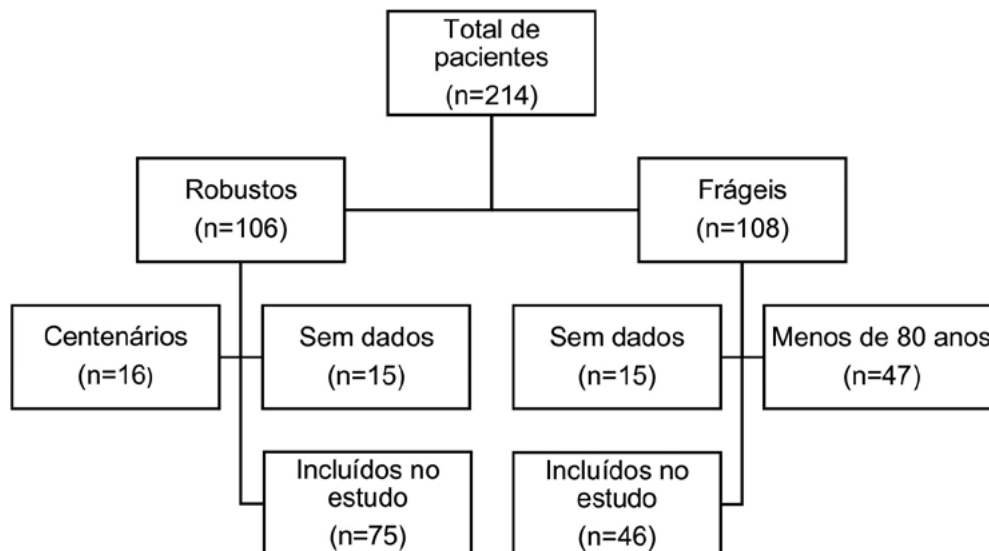 Total de
pacientes
(n=214)
Robustos
(n=106)
Frágeis
(n=108)
Centenários
(n=16)
Sem dados
(n=15)
Sem dados
(n=15)
Menos de 80 anos
(n=47)
Incluídos no
estudo
(n=75)
Incluídos no
estudo
(n=46)